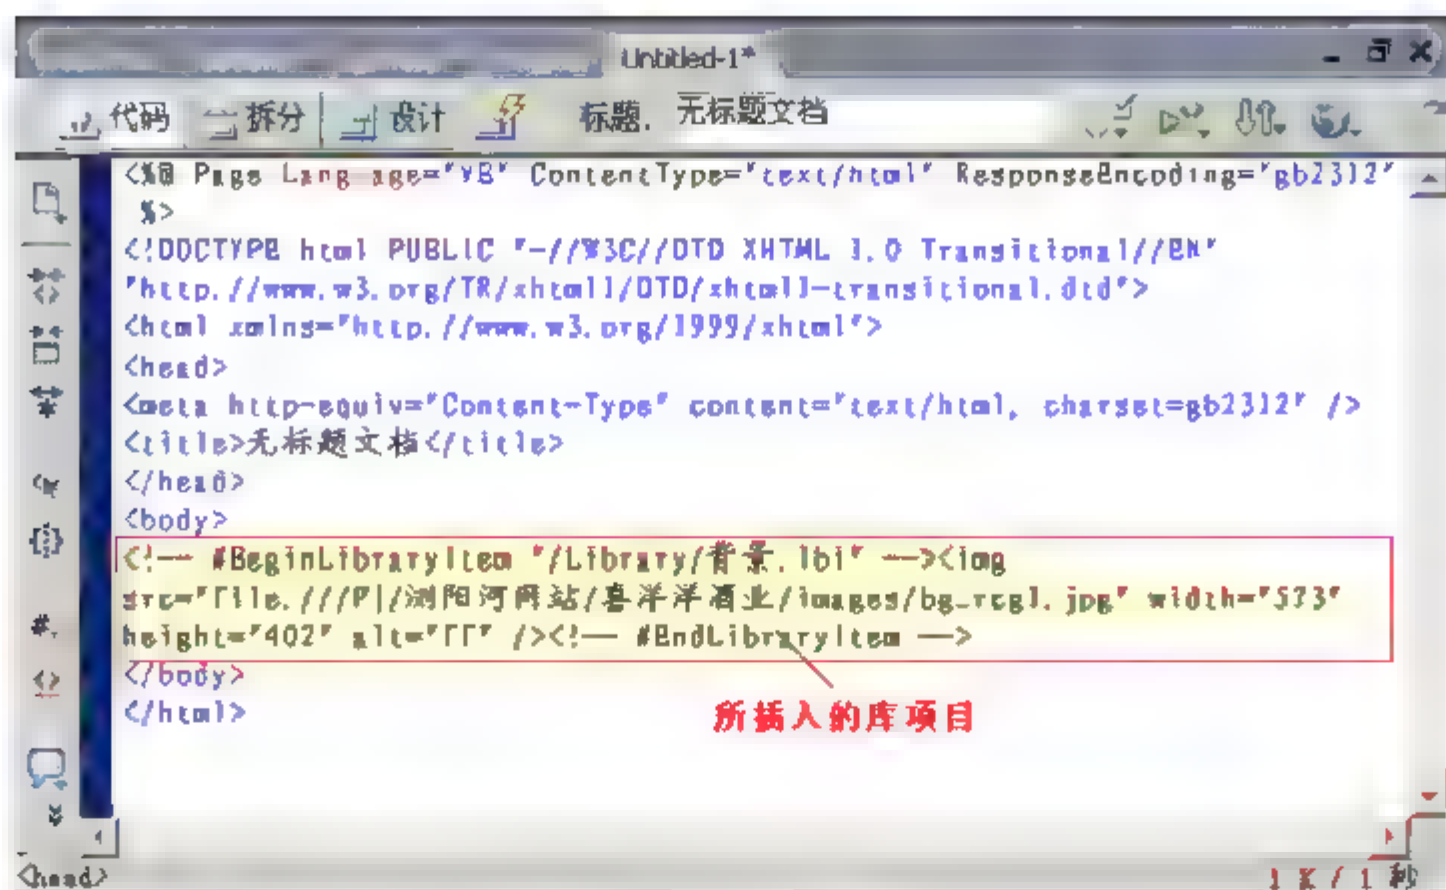 Untitled-1*
代码 拆分 设计 标题: 无标题文档
<%@ Page Language="VB" ContentType="text/html" ResponseEncoding="gb2312"
%>
<!DOCTYPE html PUBLIC "-//W3C//DTD XHTML 1.0 Transitional//EN"
"http://www.w3.org/TR/xhtml1/DTD/xhtml1-transitional.dtd">
<html xmlns="http://www.w3.org/1999/xhtml">
<head>
<meta http-equiv="Content-Type" content="text/html; charset=gb2312" />
<title>无标题文档</title>
</head>
<body>
<!-- #BeginLibraryItem "/Library/背景.lbi" --><img
src="file:///F|/浏阳河网站/喜洋洋酒业/images/bg_rcgl.jpg" width="573"
height="402" alt="" /><!-- #EndLibraryItem -->
</body>
</html>
所插入的库项目
<head>
1 K / 1 秒